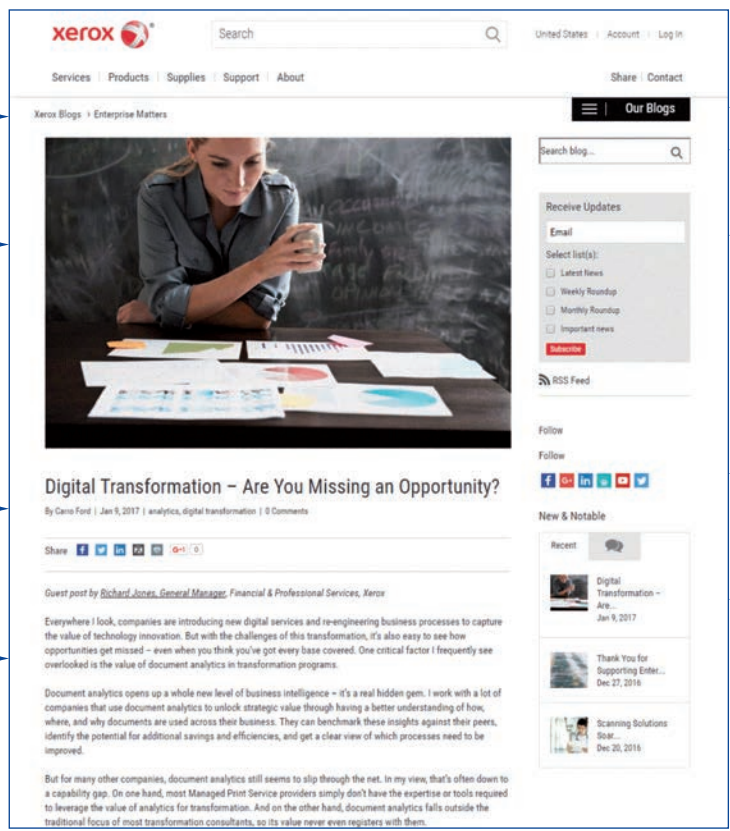 xerox
Search
United States | Account | Log In
Services | Products | Supplies | Support | About
Share | Contact
Xerox Blogs > Enterprise Matters
Our Blogs
Search blog...
Receive Updates
Email
Select list(s):
Latest News
Weekly Roundup
Monthly Roundup
Important news
Subscribe
RSS Feed
Follow
Follow
New & Notable
Recent
Digital
Transformation –
Are...
Jan 9, 2017
Thank You for
Supporting Enter...
Dec 27, 2016
Scanning Solutions
Soar...
Dec 20, 2016
Digital Transformation – Are You Missing an Opportunity?
By Carro Ford | Jan 9, 2017 | analytics, digital transformation | 0 Comments
Share G+1 0
Guest post by Richard Jones, General Manager, Financial & Professional Services, Xerox
Everywhere I look, companies are introducing new digital services and re-engineering business processes to capture
the value of technology innovation. But with the challenges of this transformation, it's also easy to see how
opportunities get missed – even when you think you've got every base covered. One critical factor I frequently see
overlooked is the value of document analytics in transformation programs.
Document analytics opens up a whole new level of business intelligence – it's a real hidden gem. I work with a lot of
companies that use document analytics to unlock strategic value through having a better understanding of how,
where, and why documents are used across their business. They can benchmark these insights against their peers,
identify the potential for additional savings and efficiencies, and get a clear view of which processes need to be
improved.
But for many other companies, document analytics still seems to slip through the net. In my view, that's often down to
a capability gap. On one hand, most Managed Print Service providers simply don't have the expertise or tools required
to leverage the value of analytics for transformation. And on the other hand, document analytics falls outside the
traditional focus of most transformation consultants, so its value never even registers with them.